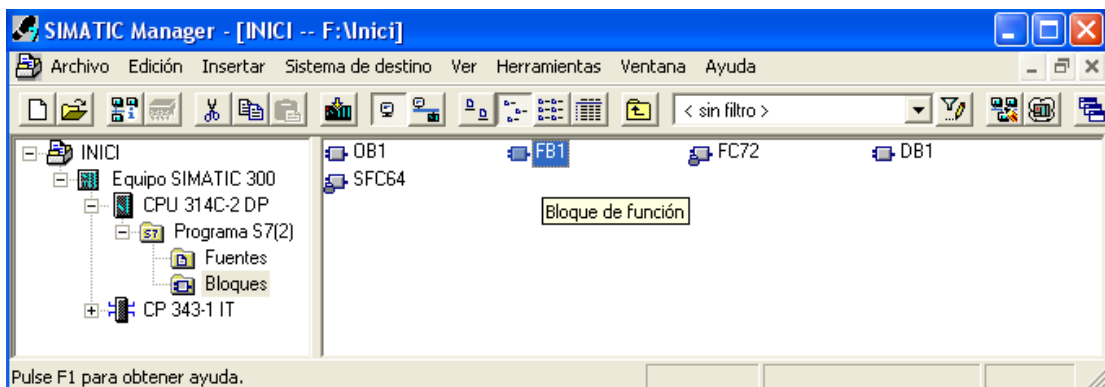 SIMATIC Manager - [INICI -- F:\Inici]
Archivo Edición Insertar Sistema de destino Ver Herramientas Ventana Ayuda
< sin filtro >
INICI
Equipo SIMATIC 300
CPU 314C-2 DP
S7 Programa S7(2)
Fuentes
Bloques
CP 343-1 IT
OB1 FB1 FC72 DB1
SFC64
Bloque de función
Pulse F1 para obtener ayuda.